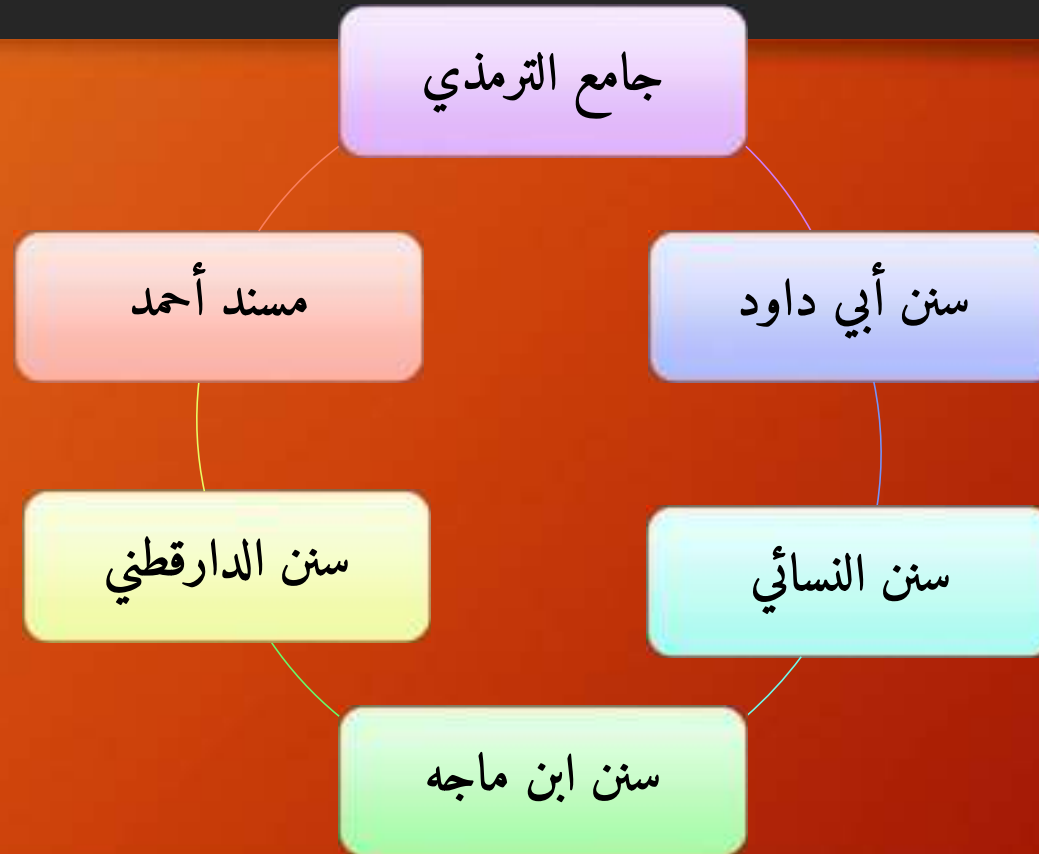 جامع الترمذي
سنن أبي داود
مسند أحمد
سنن النسائي
سنن الدارقطني
سنن ابن ماجه